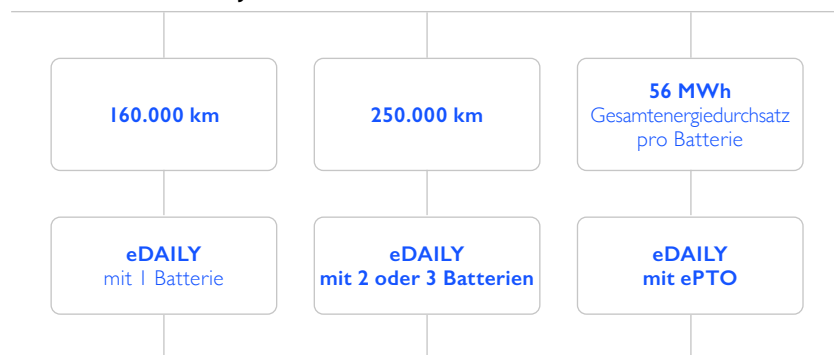 160.000 km
250.000 km
56 MWh
Gesamtenergiedurchsatz
pro Batterie
eDAILY
mit 1 Batterie
eDAILY
mit 2 oder 3 Batterien
eDAILY
mit ePTO